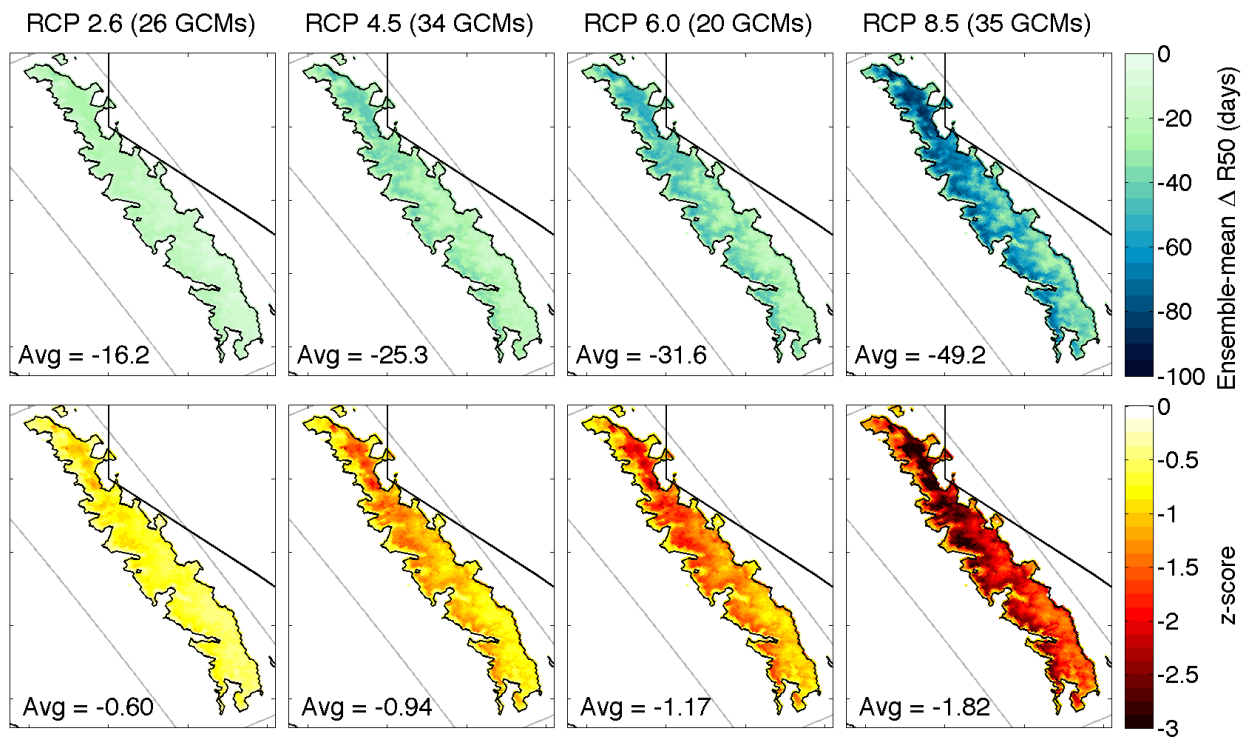 RCP 2.6 (26 GCMs)
RCP 4.5 (34 GCMs)
RCP 6.0 (20 GCMs)
RCP 8.5 (35 GCMs)
Avg = -16.2
Avg = -25.3
Avg = -31.6
Avg = -49.2
0
-20
-40
-60
-80
-100
Ensemble-mean Δ R50 (days)
Avg = -0.60
Avg = -0.94
Avg = -1.17
Avg = -1.82
0
-0.5
-1
-1.5
-2
-2.5
-3
z-score